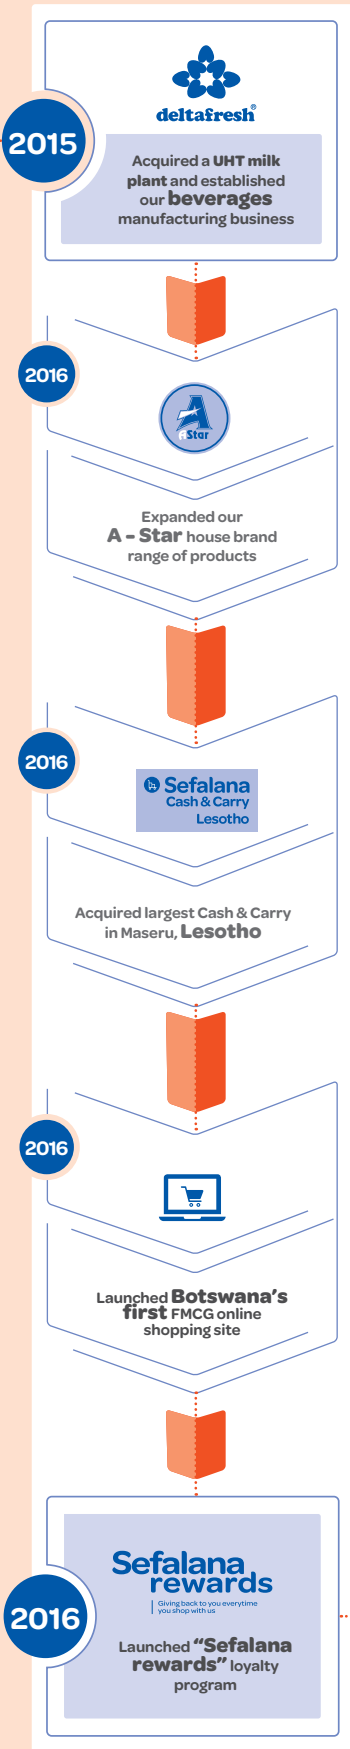 deltafresh®
2015
Acquired a UHT milk
plant and established
our beverages
manufacturing business
2016
A
AStar
Expanded our
A - Star house brand
range of products
2016
Sefalana
Cash & Carry
Lesotho
Acquired largest Cash & Carry
in Maseru, Lesotho
2016
Launched Botswana's
first FMCG online
shopping site
2016
Sefalana
rewards
Giving back to you everytime
you shop with us
Launched “Sefalana
rewards” loyalty
program